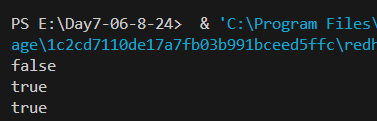 PS E:\Day7-06-8-24>  & 'C:\Program Files\
age\1c2cd7110de17a7fb03b991bceed5ffc\redh
false
true
true